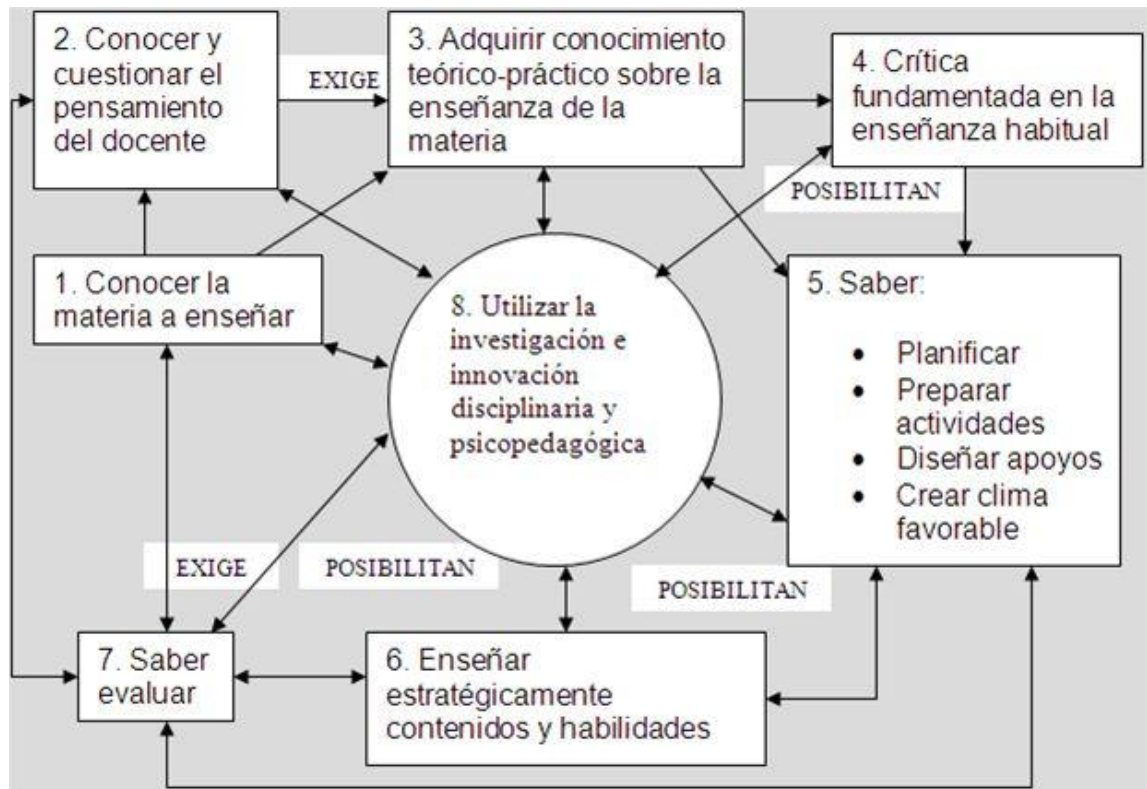 2. Conocer y
cuestionar el
pensamiento
del docente
EXIGE
3. Adquirir conocimiento
teórico-práctico sobre la
enseñanza de la
materia
4. Crítica
fundamentada en la
enseñanza habitual
POSIBILITAN
1. Conocer la
materia a enseñar
8. Utilizar la
investigación e
innovación
disciplinaria y
psicopedagógica
5. Saber:
• Planificar
• Preparar
actividades
• Diseñar apoyos
• Crear clima
favorable
EXIGE
POSIBILITAN
POSIBILITAN
7. Saber
evaluar
6. Enseñar
estratégicamente
contenidos y habilidades